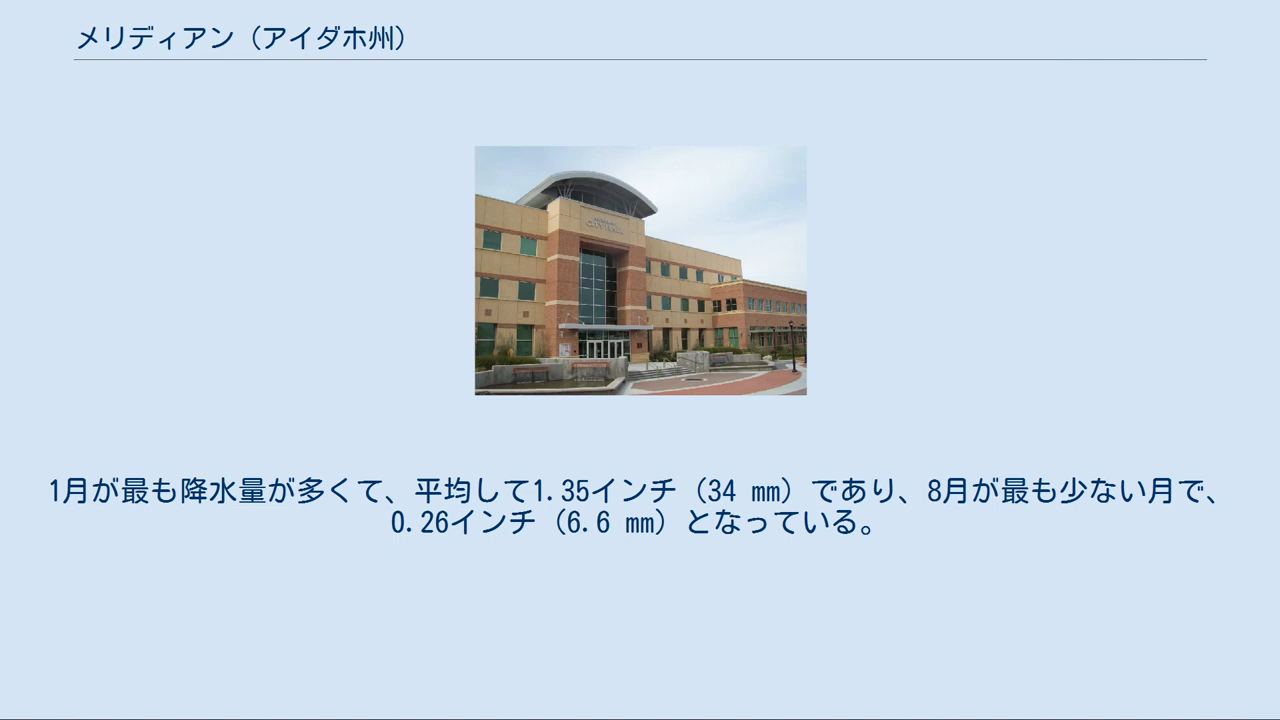 メリディアン（アイダホ州）
CITY HALL
1月が最も降水量が多くて、平均して1.35インチ（34 mm）であり、8月が最も少ない月で、
0.26インチ（6.6 mm）となっている。